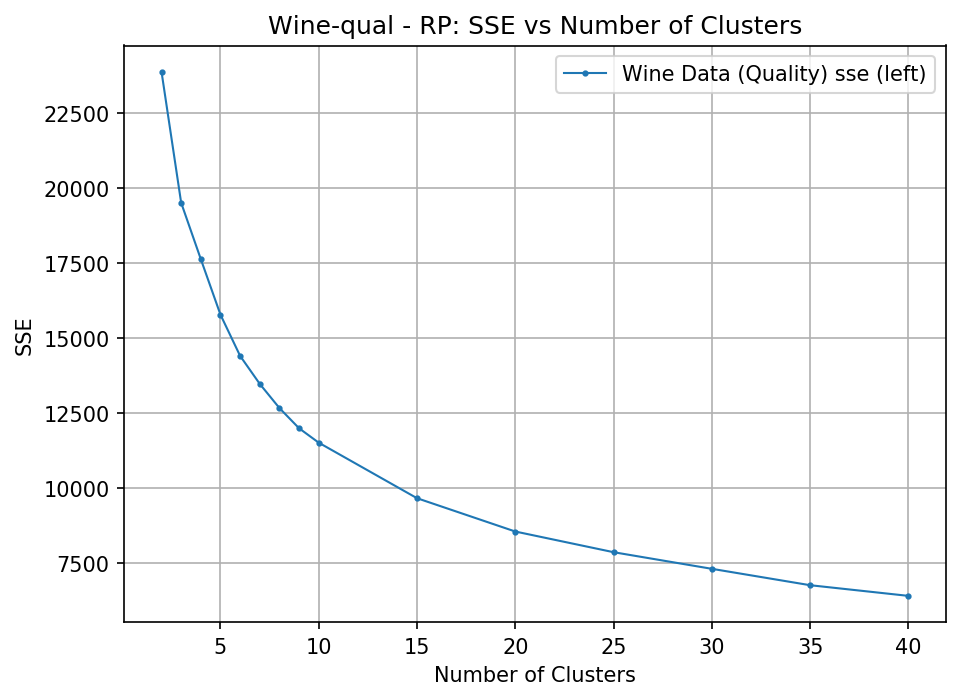 Wine-qual - RP: SSE vs Number of Clusters
Wine Data (Quality) sse (left)
22500
20000
17500
15000
12500
10000
7500
SSE
5 10 15 20 25 30 35 40
Number of Clusters